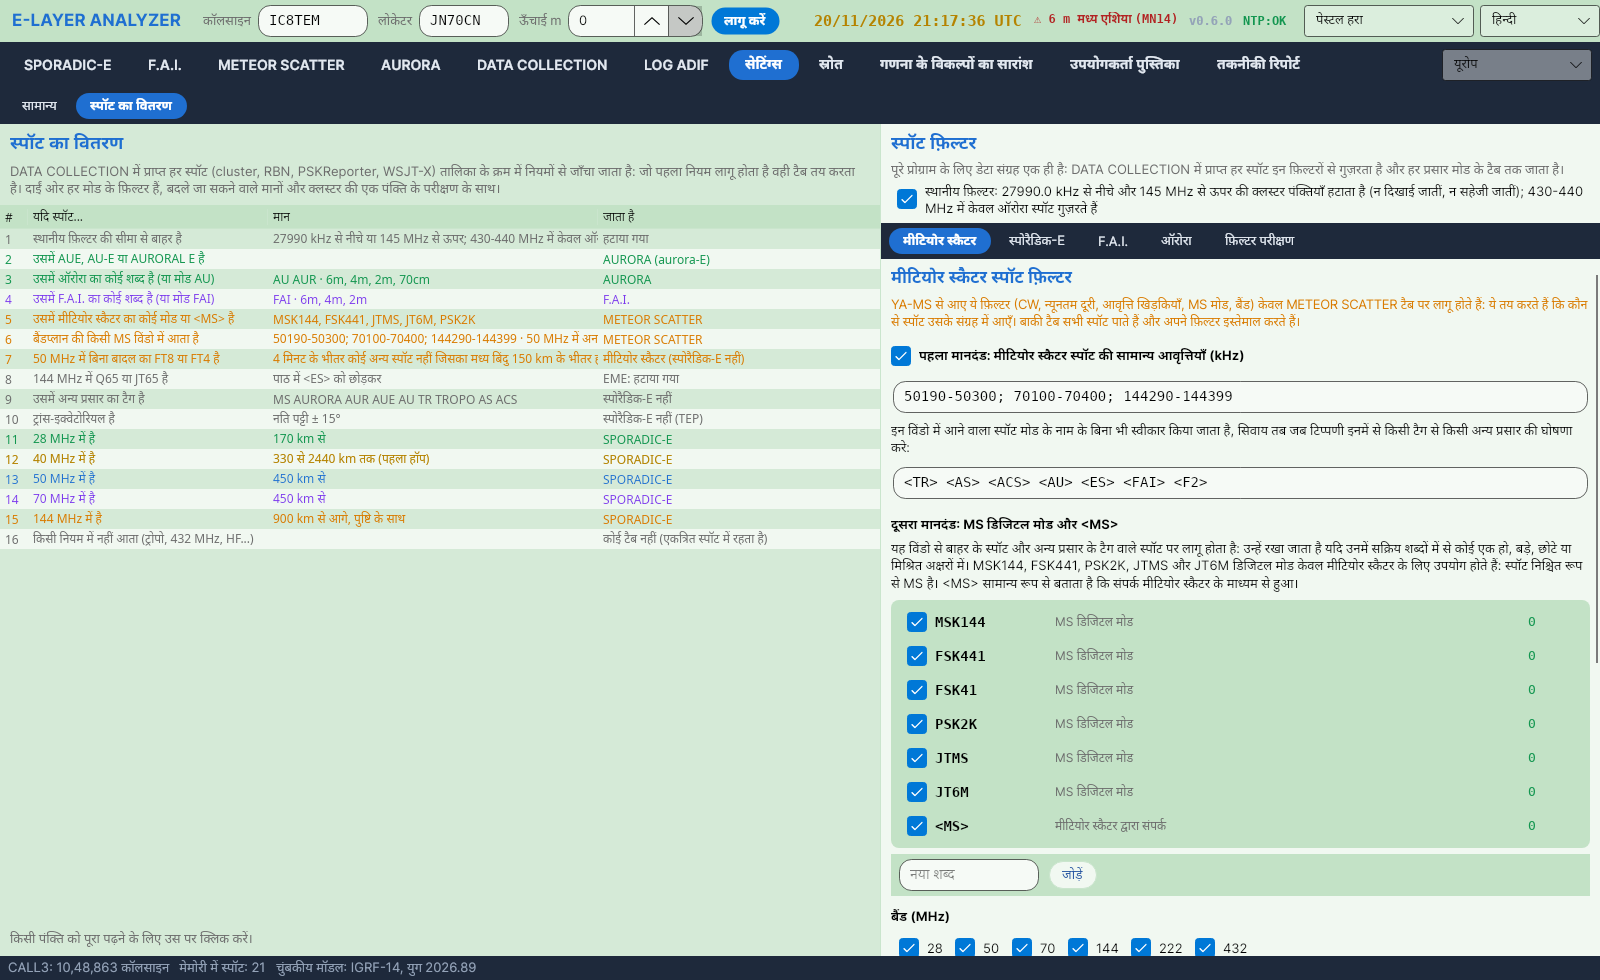 E-LAYER ANALYZER कॉलसाइन IC8TEM लोकेटर JN70CN ऊँचाई m 0 लागू करें 20/11/2026 21:17:36 UTC ⚠ 6 m मध्य एशिया (MN14) v0.6.0 NTP:OK पेस्टल हरा हिन्दी
SPORADIC-E F.A.I. METEOR SCATTER AURORA DATA COLLECTION LOG ADIF सेटिंग्स स्रोत गणना के विकल्पों का सारांश उपयोगकर्ता पुस्तिका तकनीकी रिपोर्ट यूरोप
सामान्य स्पॉट का वितरण
स्पॉट का वितरण
DATA COLLECTION में प्राप्त हर स्पॉट (cluster, RBN, PSKReporter, WSJT-X) तालिका के क्रम में नियमों से जाँचा जाता है: जो पहला नियम लागू होता है वही टैब तय करता
है। दाईं ओर हर मोड के फ़िल्टर हैं, बदले जा सकने वाले मानों और क्लस्टर की एक पंक्ति के परीक्षण के साथ।
# यदि स्पॉट... मान जाता है
1 स्थानीय फ़िल्टर की सीमा से बाहर है 27990 kHz से नीचे या 145 MHz से ऊपर; 430-440 MHz में केवल ऑ हटाया गया
2 उसमें AUE, AU-E या AURORAL E है AURORA (aurora-E)
3 उसमें ऑरोरा का कोई शब्द है (या मोड AU) AU AUR · 6m, 4m, 2m, 70cm AURORA
4 उसमें F.A.I. का कोई शब्द है (या मोड FAI) FAI · 6m, 4m, 2m F.A.I.
5 उसमें मीटियोर स्कैटर का कोई मोड या <MS> है MSK144, FSK441, JTMS, JT6M, PSK2K METEOR SCATTER
6 बैंडप्लान की किसी MS विंडो में आता है 50190-50300; 70100-70400; 144290-144399 · 50 MHz में अन METEOR SCATTER
7 50 MHz में बिना बादल का FT8 या FT4 है 4 मिनट के भीतर कोई अन्य स्पॉट नहीं जिसका मध्य बिंदु 150 km के भीतर ह मीटियोर स्कैटर (स्पोरैडिक-E नहीं)
8 144 MHz में Q65 या JT65 है पाठ में <ES> को छोड़कर EME: हटाया गया
9 उसमें अन्य प्रसार का टैग है MS AURORA AUR AUE AU TR TROPO AS ACS स्पोरैडिक-E नहीं
10 ट्रांस-इक्वेटोरियल है नति पट्टी ± 15° स्पोरैडिक-E नहीं (TEP)
11 28 MHz में है 170 km से SPORADIC-E
12 40 MHz में है 330 से 2440 km तक (पहला हॉप) SPORADIC-E
13 50 MHz में है 450 km से SPORADIC-E
14 70 MHz में है 450 km से SPORADIC-E
15 144 MHz में है 900 km से आगे, पुष्टि के साथ SPORADIC-E
16 किसी नियम में नहीं आता (ट्रोपो, 432 MHz, HF...) कोई टैब नहीं (एकत्रित स्पॉट में रहता है)
किसी पंक्ति को पूरा पढ़ने के लिए उस पर क्लिक करें।
स्पॉट फ़िल्टर
पूरे प्रोग्राम के लिए डेटा संग्रह एक ही है: DATA COLLECTION में प्राप्त हर स्पॉट इन फ़िल्टरों से गुज़रता है और हर प्रसार मोड के टैब तक जाता है।
स्थानीय फ़िल्टर: 27990.0 kHz से नीचे और 145 MHz से ऊपर की क्लस्टर पंक्तियाँ हटाता है (न दिखाई जातीं, न सहेजी जातीं); 430-440
MHz में केवल ऑरोरा स्पॉट गुज़रते हैं
मीटियोर स्कैटर स्पोरैडिक-E F.A.I. ऑरोरा फ़िल्टर परीक्षण
मीटियोर स्कैटर स्पॉट फ़िल्टर
YA-MS से आए ये फ़िल्टर (CW, न्यूनतम दूरी, आवृत्ति खिड़कियाँ, MS मोड, बैंड) केवल METEOR SCATTER टैब पर लागू होते हैं: ये तय करते हैं कि कौन
से स्पॉट उसके संग्रह में आएँ। बाकी टैब सभी स्पॉट पाते हैं और अपने फ़िल्टर इस्तेमाल करते हैं।
पहला मानदंड: मीटियोर स्कैटर स्पॉट की सामान्य आवृत्तियाँ (kHz)
50190-50300; 70100-70400; 144290-144399
इन विंडो में आने वाला स्पॉट मोड के नाम के बिना भी स्वीकार किया जाता है, सिवाय तब जब टिप्पणी इनमें से किसी टैग से किसी अन्य प्रसार की घोषणा
करे:
<TR> <AS> <ACS> <AU> <ES> <FAI> <F2>
दूसरा मानदंड: MS डिजिटल मोड और <MS>
यह विंडो से बाहर के स्पॉट और अन्य प्रसार के टैग वाले स्पॉट पर लागू होता है: उन्हें रखा जाता है यदि उनमें सक्रिय शब्दों में से कोई एक हो, बड़े, छोटे या
मिश्रित अक्षरों में। MSK144, FSK441, PSK2K, JTMS और JT6M डिजिटल मोड केवल मीटियोर स्कैटर के लिए उपयोग होते हैं: स्पॉट निश्चित रूप
से MS है। <MS> सामान्य रूप से बताता है कि संपर्क मीटियोर स्कैटर के माध्यम से हुआ।
MSK144 MS डिजिटल मोड 0
FSK441 MS डिजिटल मोड 0
FSK41 MS डिजिटल मोड 0
PSK2K MS डिजिटल मोड 0
JTMS MS डिजिटल मोड 0
JT6M MS डिजिटल मोड 0
<MS> मीटियोर स्कैटर द्वारा संपर्क 0
नया शब्द जोड़ें
बैंड (MHz)
28 50 70 144 222 432
CALL3: 10,48,863 कॉलसाइन मेमोरी में स्पॉट: 21 चुंबकीय मॉडल: IGRF-14, युग 2026.89